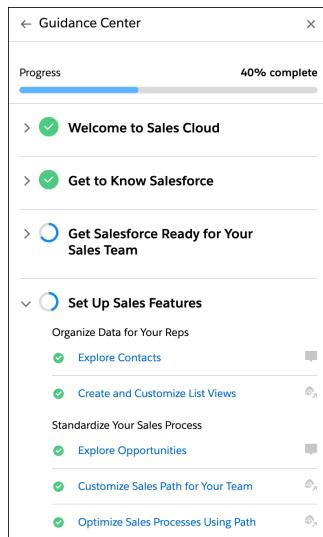 Guidance Center
Progress 40% complete
Welcome to Sales Cloud
Get to Know Salesforce
Get Salesforce Ready for Your
Sales Team
Set Up Sales Features
Organize Data for Your Reps
Explore Contacts
Create and Customize List Views
Standardize Your Sales Process
Explore Opportunities
Customize Sales Path for Your Team
Optimize Sales Processes Using Path